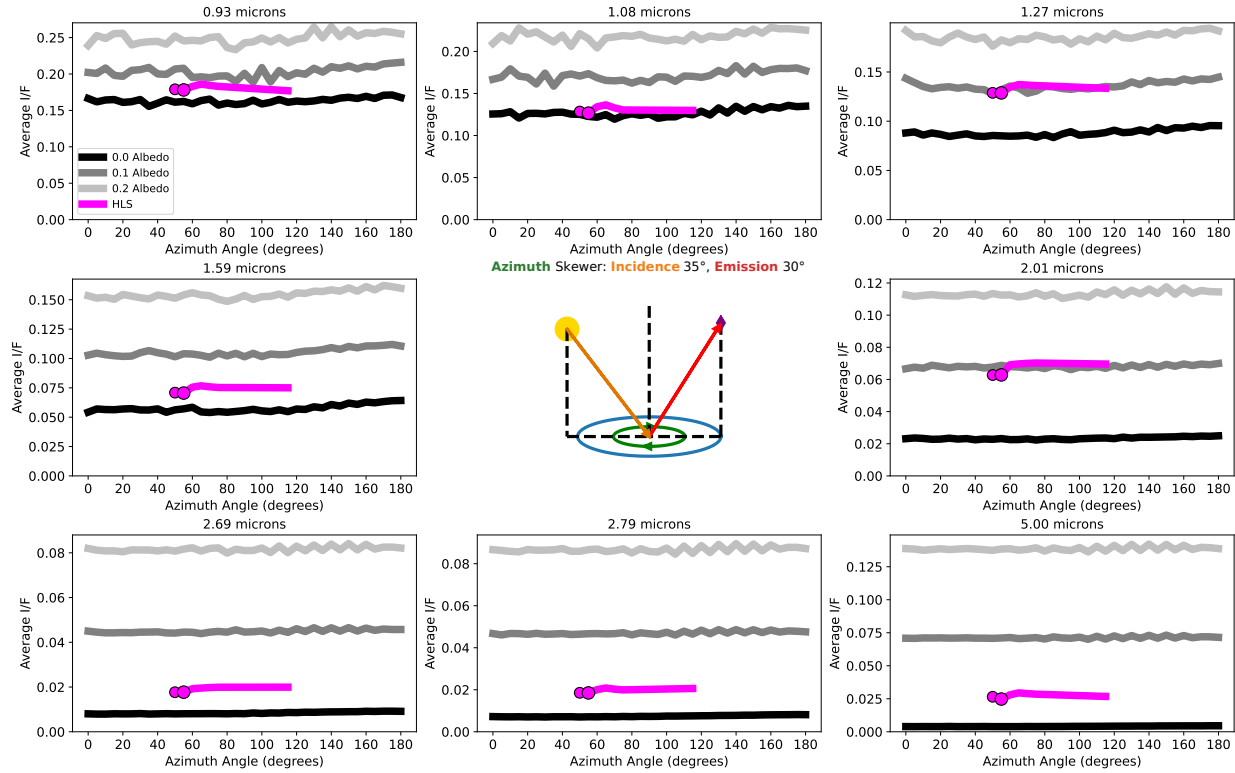 0.93 microns
Average I/F
0.25
0.20
0.15
0.10
0.05
0.00
0.0 Albedo
0.1 Albedo
0.2 Albedo
HLS
0 20 40 60 80 100 120 140 160 180
Azimuth Angle (degrees)
1.08 microns
Average I/F
0.20
0.15
0.10
0.05
0.00
0 20 40 60 80 100 120 140 160 180
Azimuth Angle (degrees)
1.27 microns
Average I/F
0.15
0.10
0.05
0.00
0 20 40 60 80 100 120 140 160 180
Azimuth Angle (degrees)
1.59 microns
Average I/F
0.150
0.125
0.100
0.075
0.050
0.025
0.000
0 20 40 60 80 100 120 140 160 180
Azimuth Angle (degrees)
Azimuth Skewer: Incidence 35°, Emission 30°
2.01 microns
Average I/F
0.12
0.10
0.08
0.06
0.04
0.02
0.00
0 20 40 60 80 100 120 140 160 180
Azimuth Angle (degrees)
2.69 microns
Average I/F
0.08
0.06
0.04
0.02
0.00
0 20 40 60 80 100 120 140 160 180
Azimuth Angle (degrees)
2.79 microns
Average I/F
0.08
0.06
0.04
0.02
0.00
0 20 40 60 80 100 120 140 160 180
Azimuth Angle (degrees)
5.00 microns
Average I/F
0.125
0.100
0.075
0.050
0.025
0.000
0 20 40 60 80 100 120 140 160 180
Azimuth Angle (degrees)